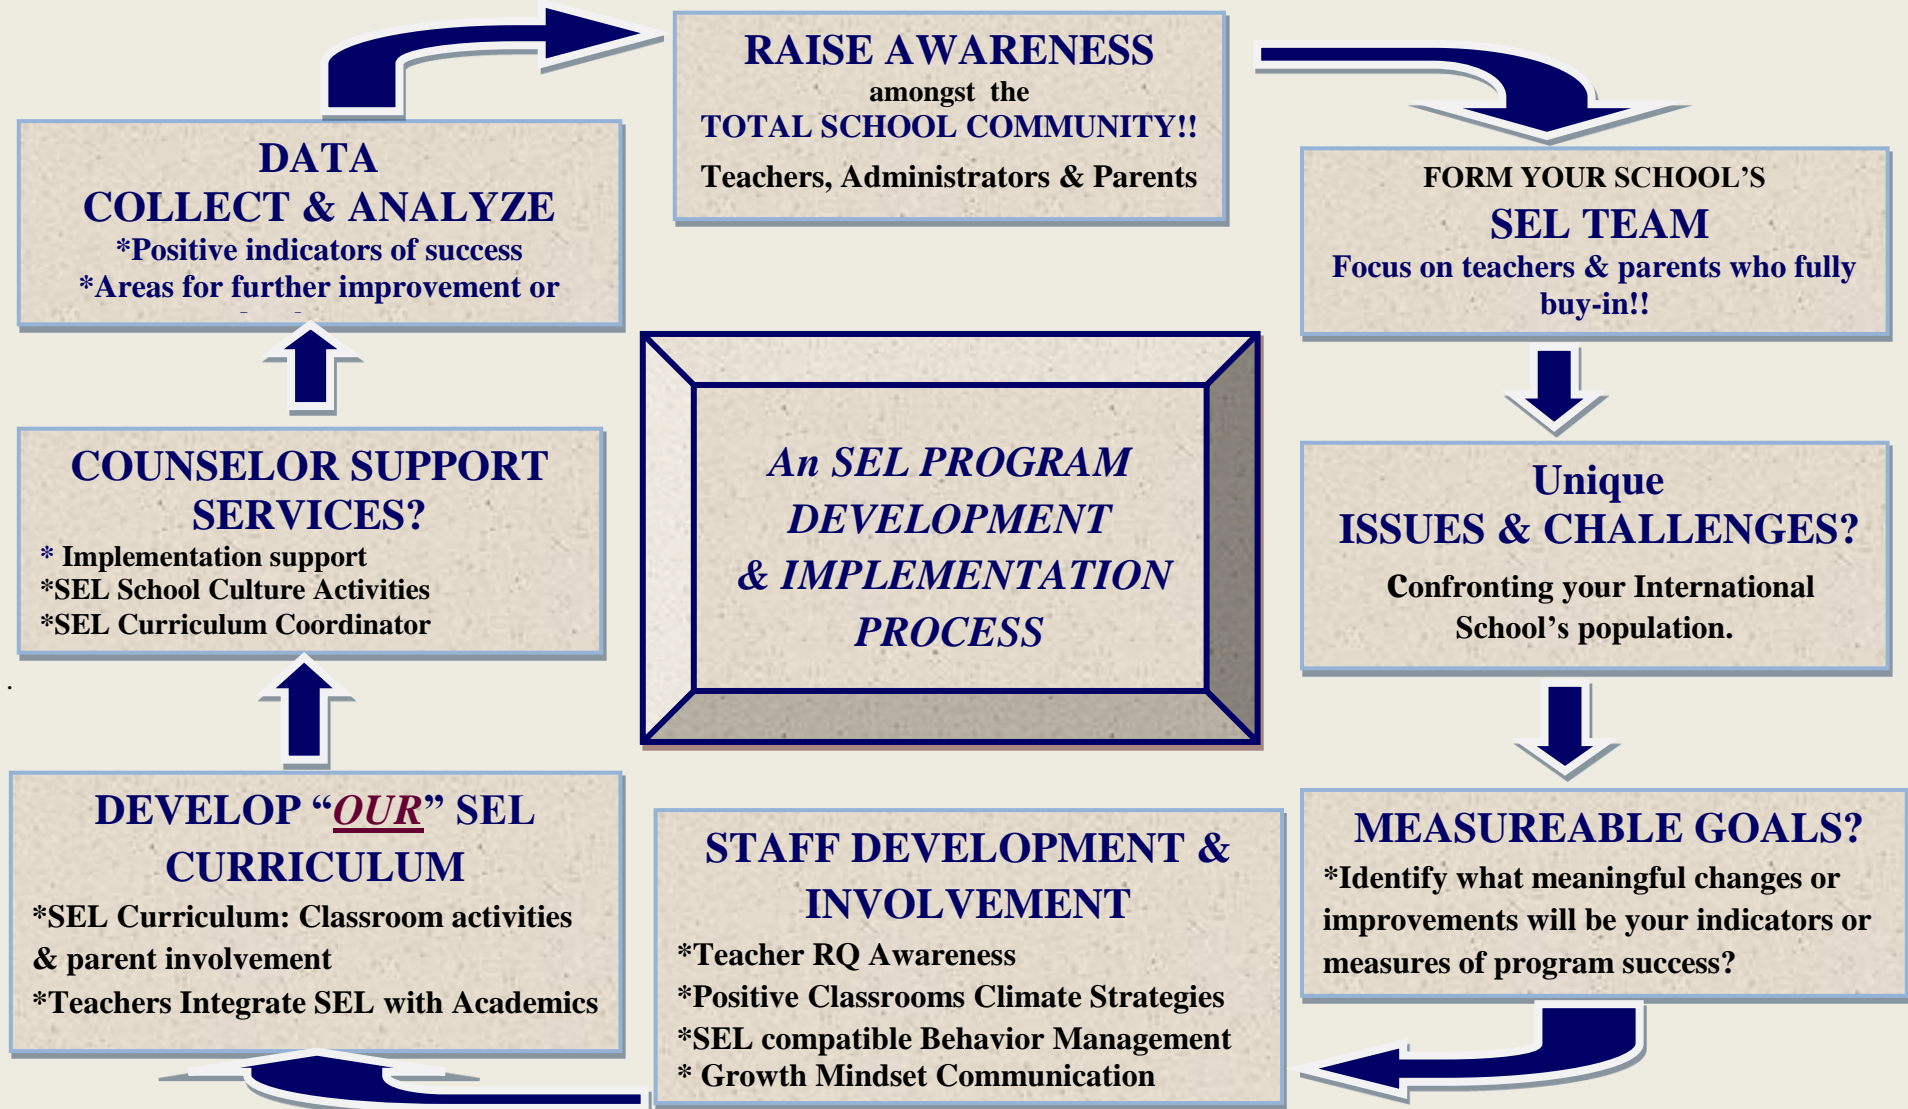 RAISE AWARENESS
amongst the
TOTAL SCHOOL COMMUNITY!!
Teachers, Administrators & Parents
FORM YOUR SCHOOL’S
SEL TEAM
Focus on teachers & parents who fully
buy-in!!
Unique
ISSUES & CHALLENGES?
Confronting your International
School’s population.
MEASUREABLE GOALS?
*Identify what meaningful changes or
improvements will be your indicators or
measures of program success?
STAFF DEVELOPMENT &
INVOLVEMENT
*Teacher RQ Awareness
*Positive Classrooms Climate Strategies
*SEL compatible Behavior Management
* Growth Mindset Communication
DEVELOP “OUR” SEL
CURRICULUM
*SEL Curriculum: Classroom activities
& parent involvement
*Teachers Integrate SEL with Academics
COUNSELOR SUPPORT
SERVICES?
* Implementation support
*SEL School Culture Activities
*SEL Curriculum Coordinator
.
DATA
COLLECT & ANALYZE
*Positive indicators of success
*Areas for further improvement or
An SEL PROGRAM
DEVELOPMENT
& IMPLEMENTATION
PROCESS